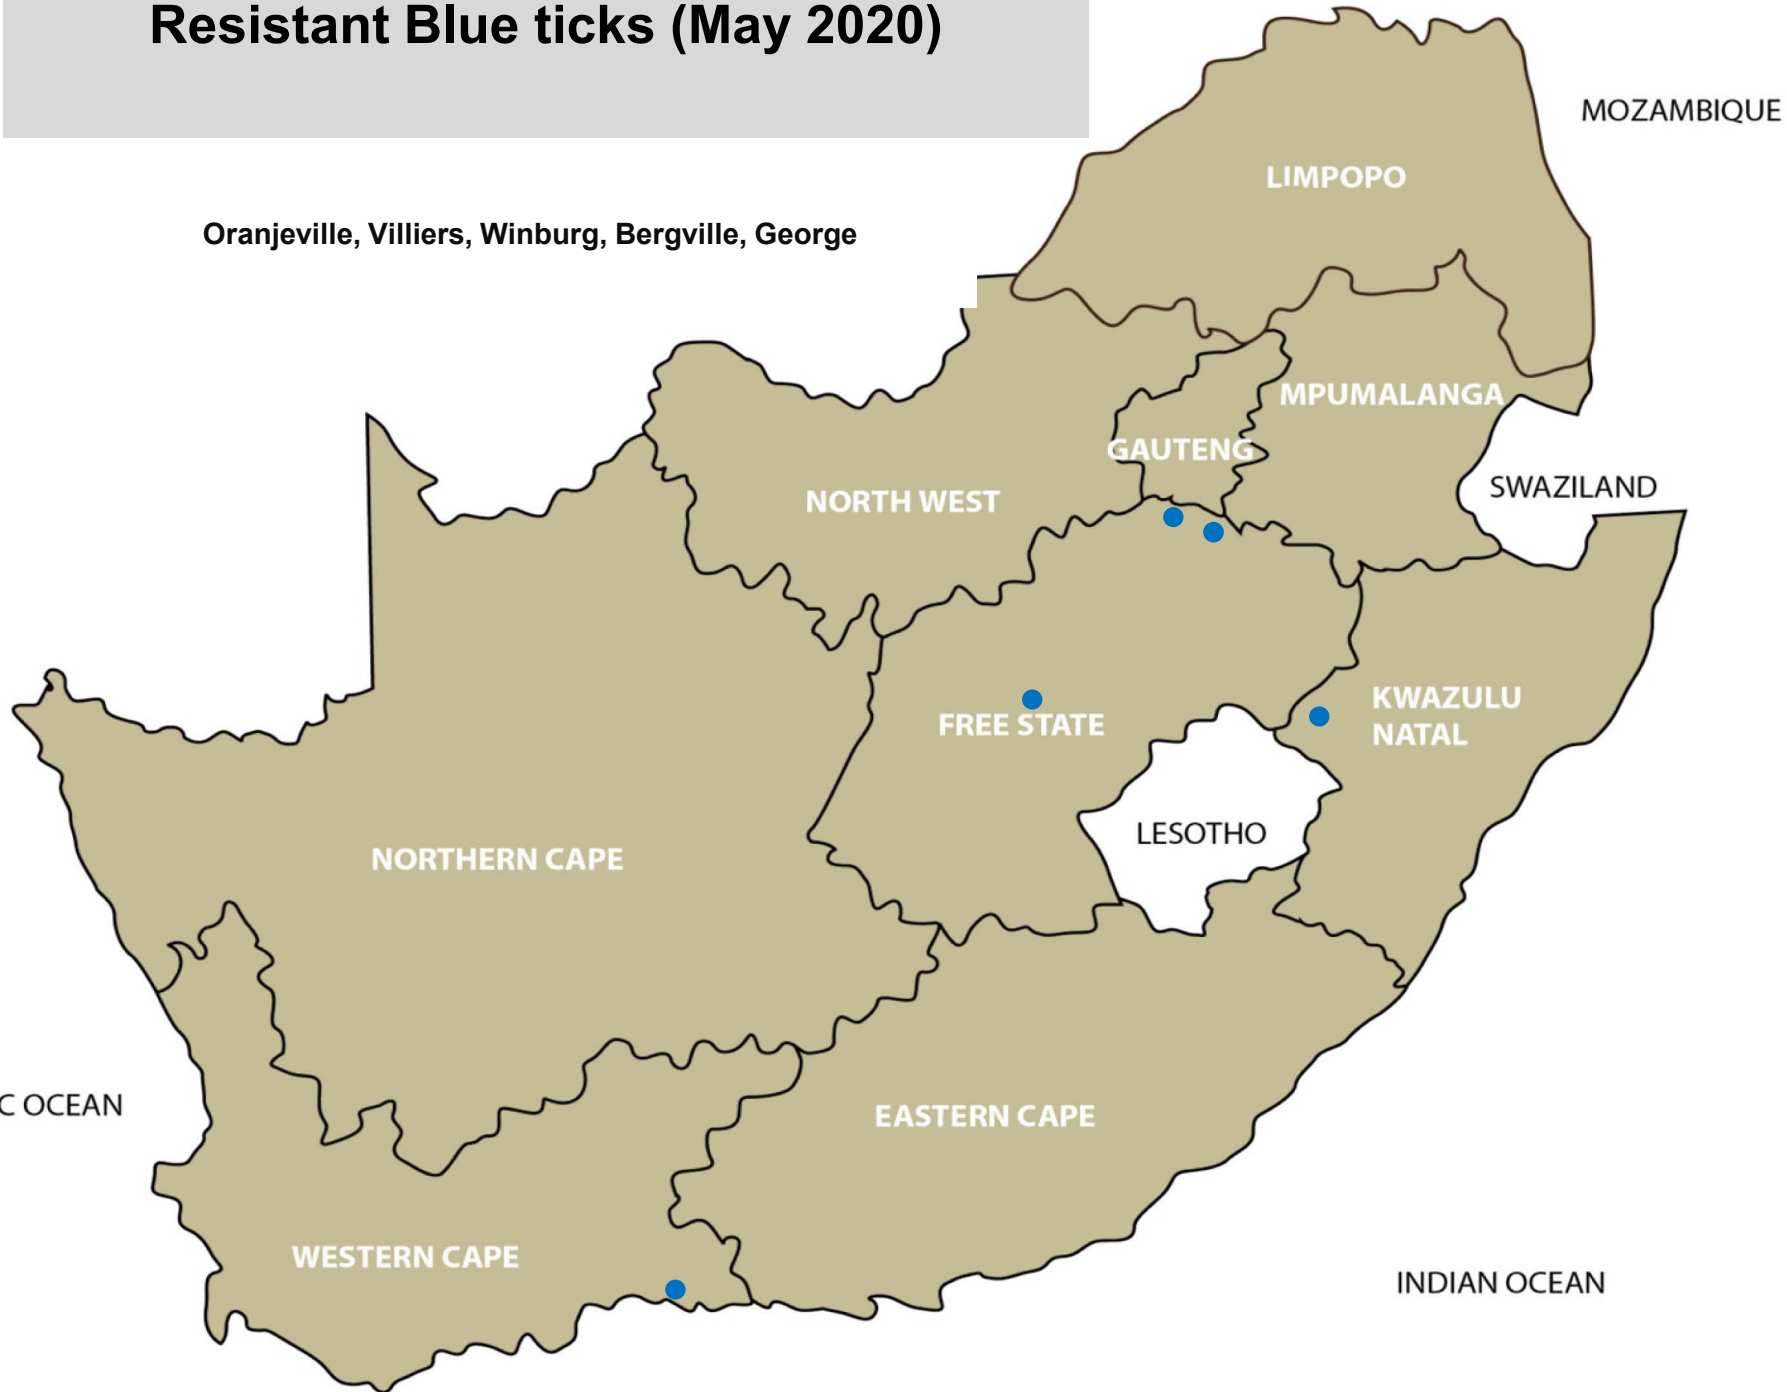 Resistant Blue ticks (May 2020)
MOZAMBIQUE
LIMPOPO
Oranjeville, Villiers, Winburg, Bergville, George
MPUMALANGA
GAUTENG
SWAZILAND
NORTH WEST
KWAZULU
NATAL
FREE STATE
LESOTHO
NORTHERN CAPE
C OCEAN
EASTERN CAPE
WESTERN CAPE
INDIAN OCEAN